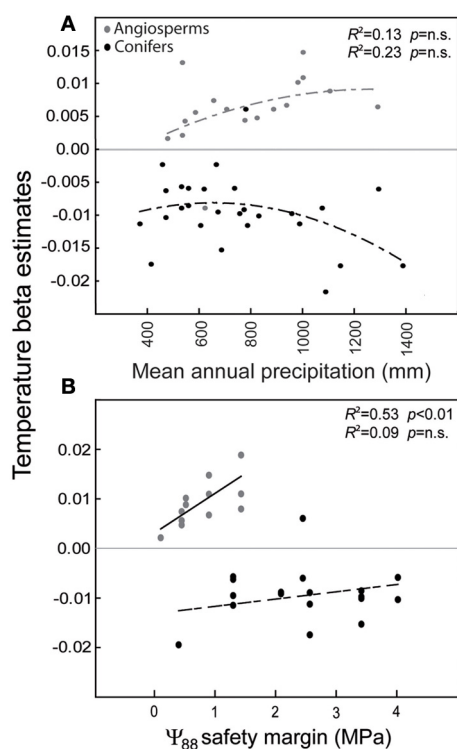 Temperature beta estimates
A
Angiosperms
Conifers
R²=0.13 p=n.s.
R²=0.23 p=n.s.
0.015
0.010
0.005
0.00
-0.005
-0.010
-0.015
-0.02
400
600
800
1000
1200
1400
Mean annual precipitation (mm)
B
R²=0.53 p<0.01
R²=0.09 p=n.s.
0.02
0.01
0.00
-0.01
-0.02
0 1 2 3 4
Ψ88 safety margin (MPa)